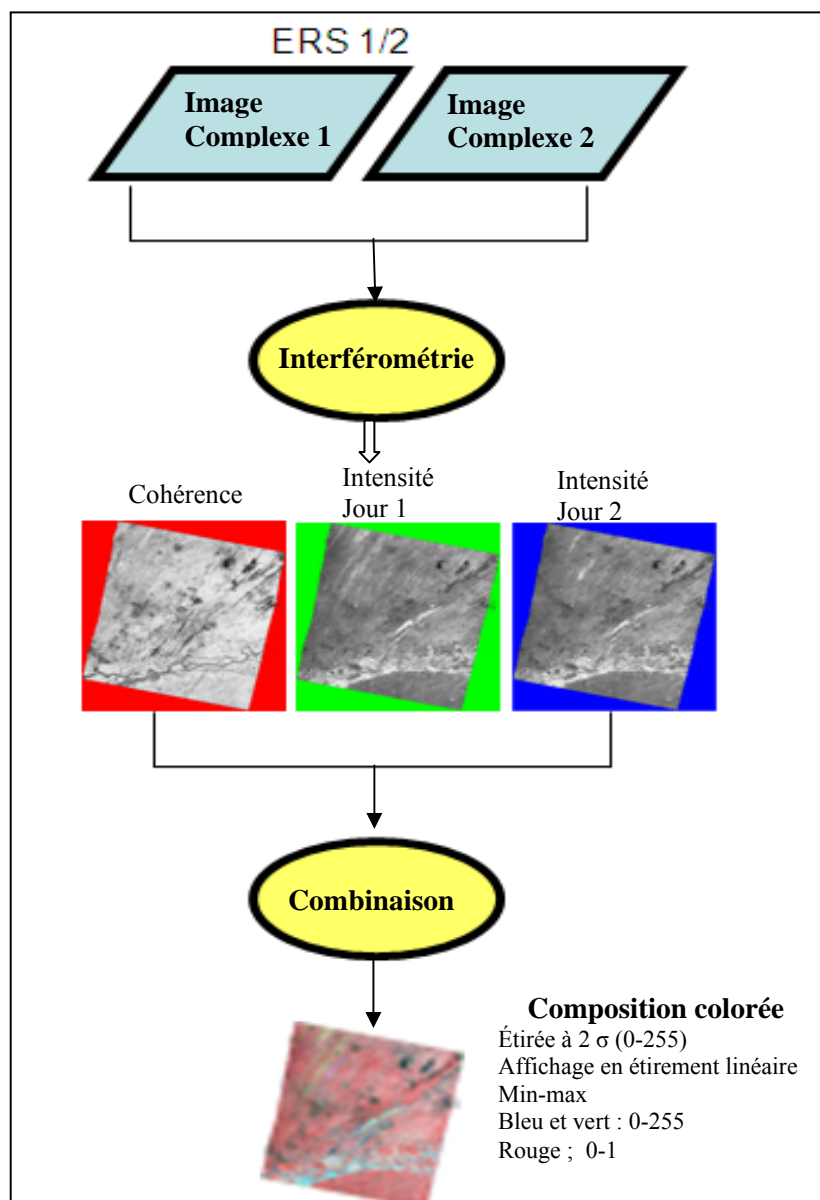 ERS 1/2
Image
Complexe 1
Image
Complexe 2
Interférométrie
Cohérence
Intensité
Jour 1
Intensité
Jour 2
Combinaison
Composition colorée
Étirée à 2 σ (0-255)
Affichage en étirement linéaire
Min-max
Bleu et vert : 0-255
Rouge ; 0-1